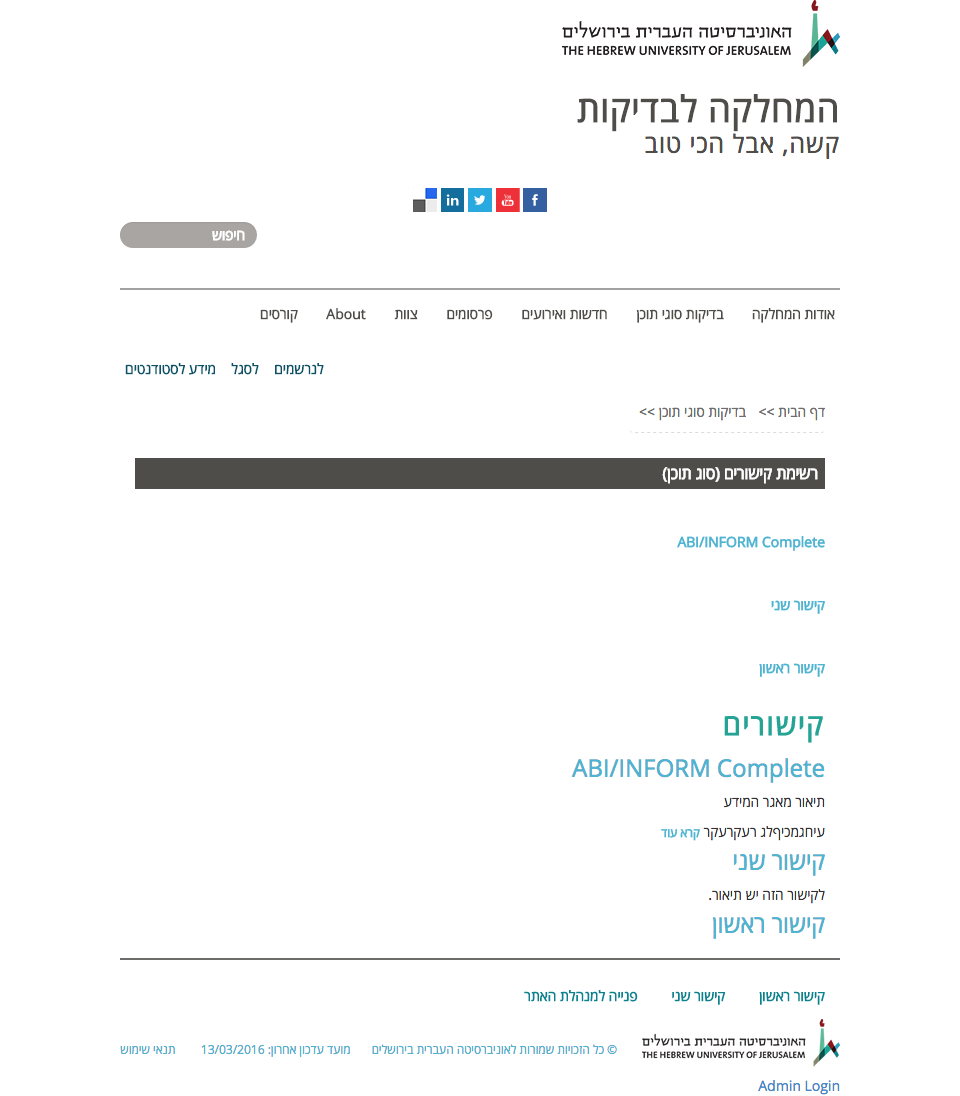 האוניברסיטה העברית בירושלים
THE HEBREW UNIVERSITY OF JERUSALEM
המחלקה לבדיקות
קשה, אבל הכי טוב
חיפוש
אודות המחלקה בדיקות סוגי תוכן חדשות ואירועים פרסומים צוות About קורסים
לנרשמים לסגל מידע לסטודנטים
דף הבית >> בדיקות סוגי תוכן >>
רשימת קישורים (סוג תוכן)
ABI/INFORM Complete
קישור שני
קישור ראשון
קישורים
ABI/INFORM Complete
תיאור מאגר המידע
עיחגמכיףלג רעקרעקר קרא עוד
קישור שני
לקישור הזה יש תיאור.
קישור ראשון
קישור ראשון קישור שני פנייה למנהלת האתר
האוניברסיטה העברית בירושלים
THE HEBREW UNIVERSITY OF JERUSALEM
© כל הזכויות שמורות לאוניברסיטה העברית בירושלים מועד עדכון אחרון: 13/03/2016 תנאי שימוש
Admin Login